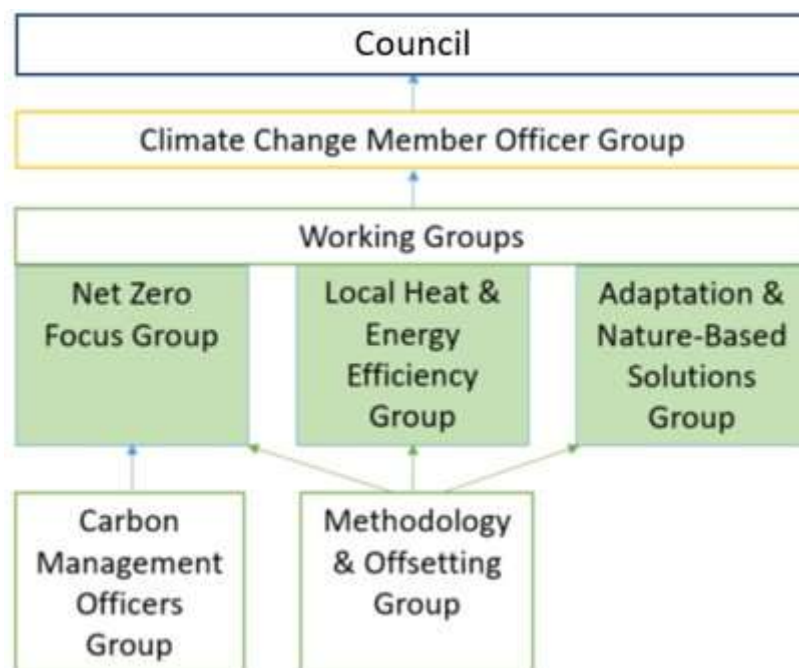 Council
Climate Change Member Officer Group
Working Groups
Net Zero
Focus Group
Local Heat &
Energy
Efficiency
Group
Adaptation &
Nature-Based
Solutions
Group
Carbon
Management
Officers
Group
Methodology
& Offsetting
Group